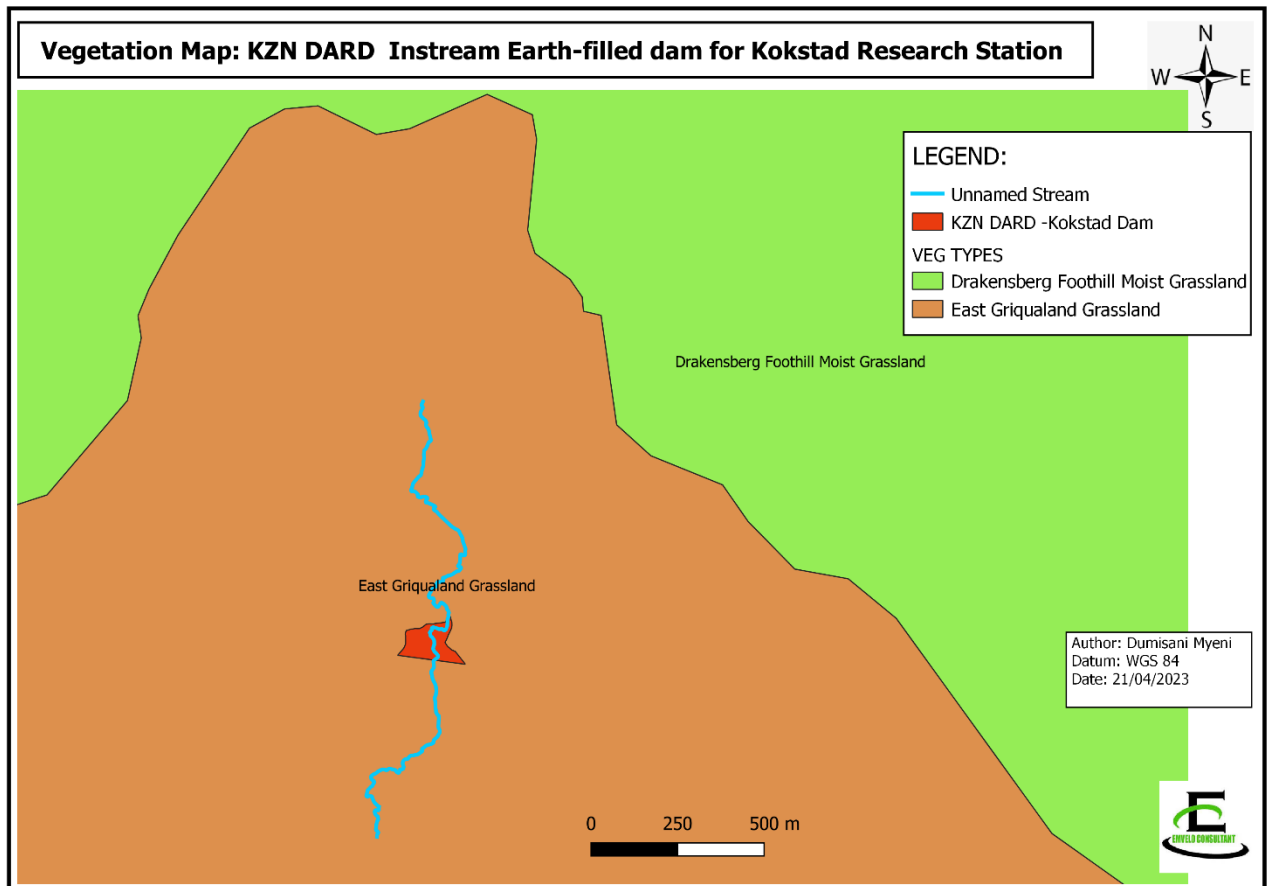 Vegetation Map: KZN DARD Instream Earth-filled dam for Kokstad Research Station
N
W E
S
LEGEND:
Unnamed Stream
KZN DARD -Kokstad Dam
VEG TYPES
Drakensberg Foothill Moist Grassland
East Griqualand Grassland
Drakensberg Foothill Moist Grassland
East Griqualand Grassland
Author: Dumisani Myeni
Datum: WGS 84
Date: 21/04/2023
0 250 500 m
E
ENVELD CONSULTANT